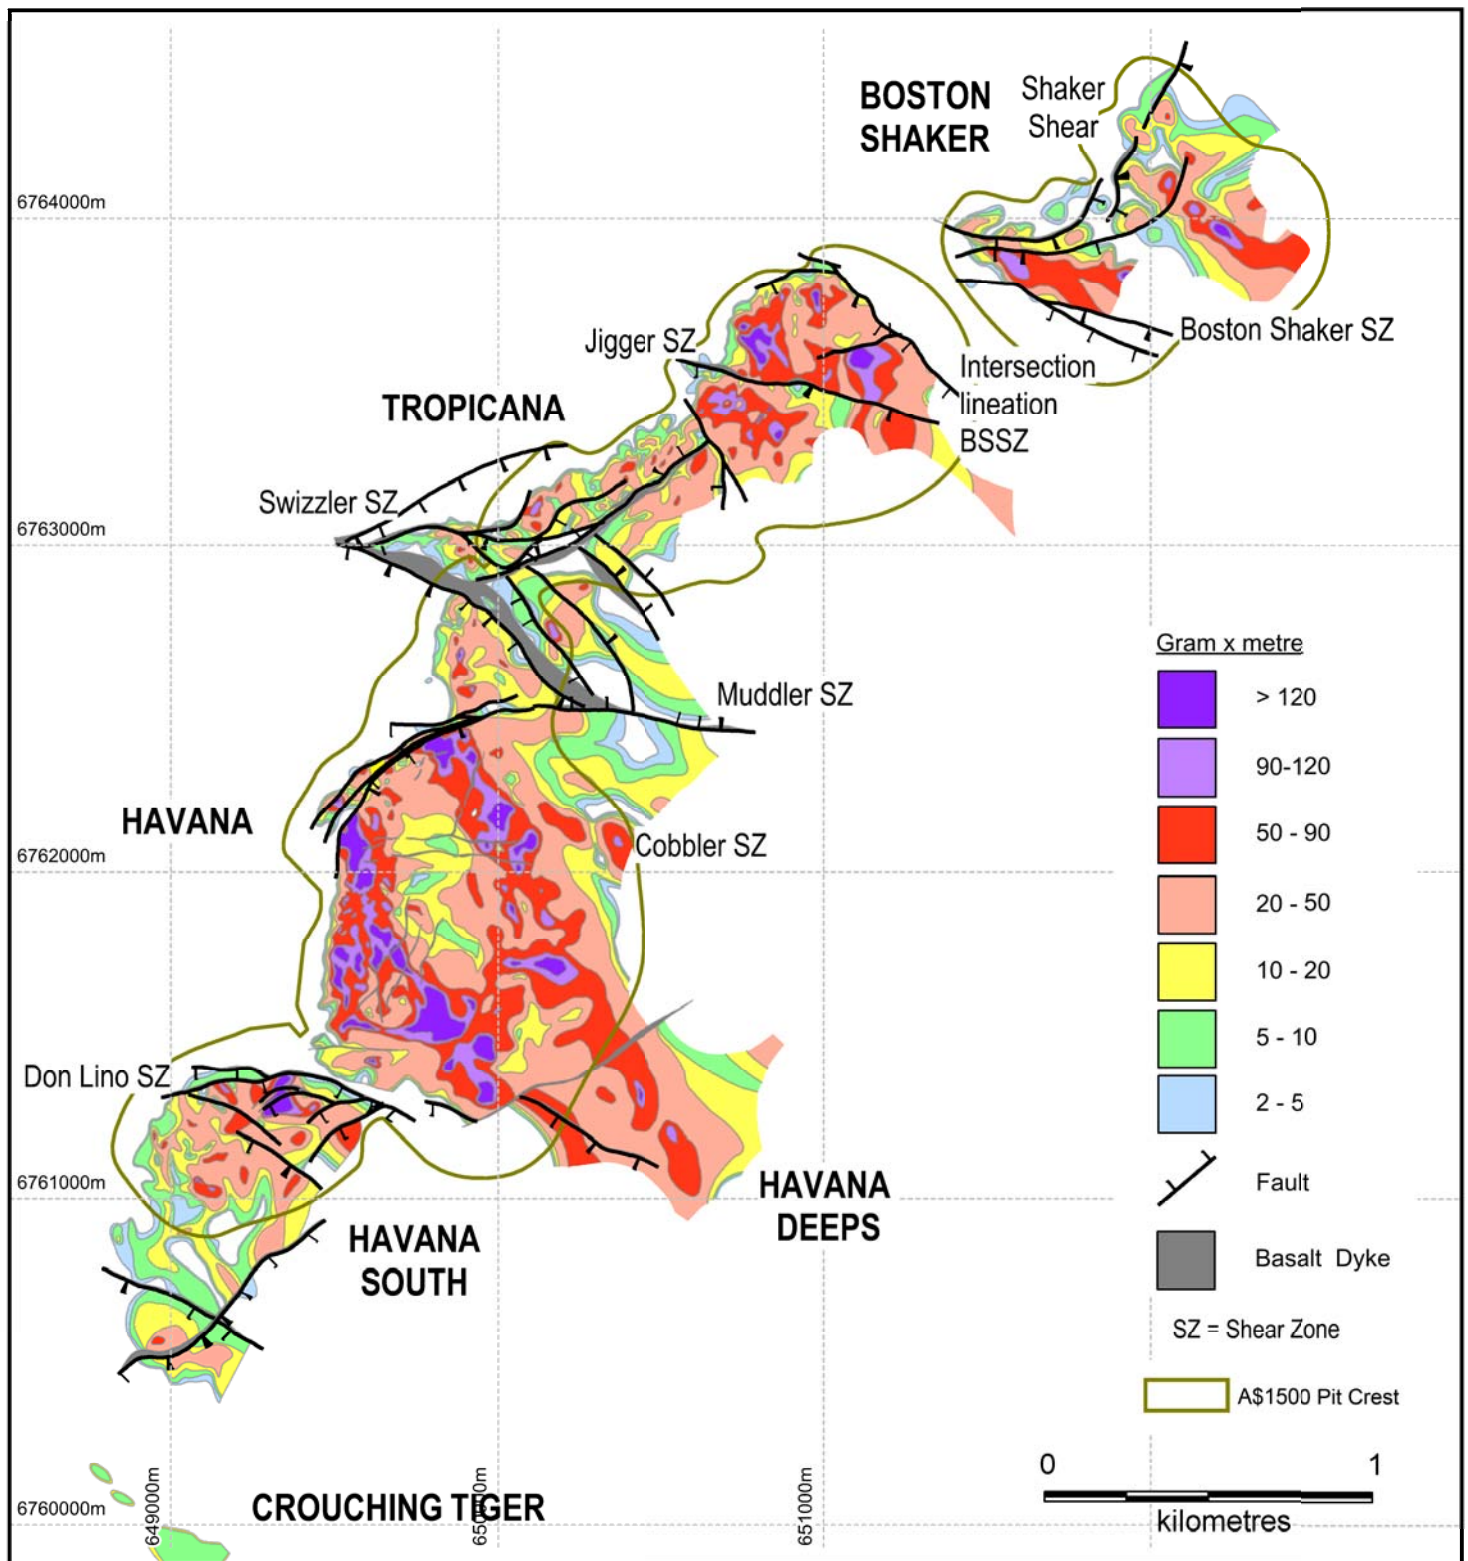 BOSTON
SHAKER
Shaker
Shear
6764000m
Boston Shaker SZ
Jigger SZ
Intersection
lineation
BSSZ
TROPICANA
Swizzler SZ
6763000m
Muddler SZ
HAVANA
Cobbler SZ
6762000m
Don Lino SZ
6761000m
HAVANA
DEEPS
HAVANA
SOUTH
CROUCHING TIGER
6760000m
649000m
650000m
651000m
Gram x metre
> 120
90-120
50 - 90
20 - 50
10 - 20
5 - 10
2 - 5
Fault
Basalt Dyke
SZ = Shear Zone
A$1500 Pit Crest
0 1
kilometres